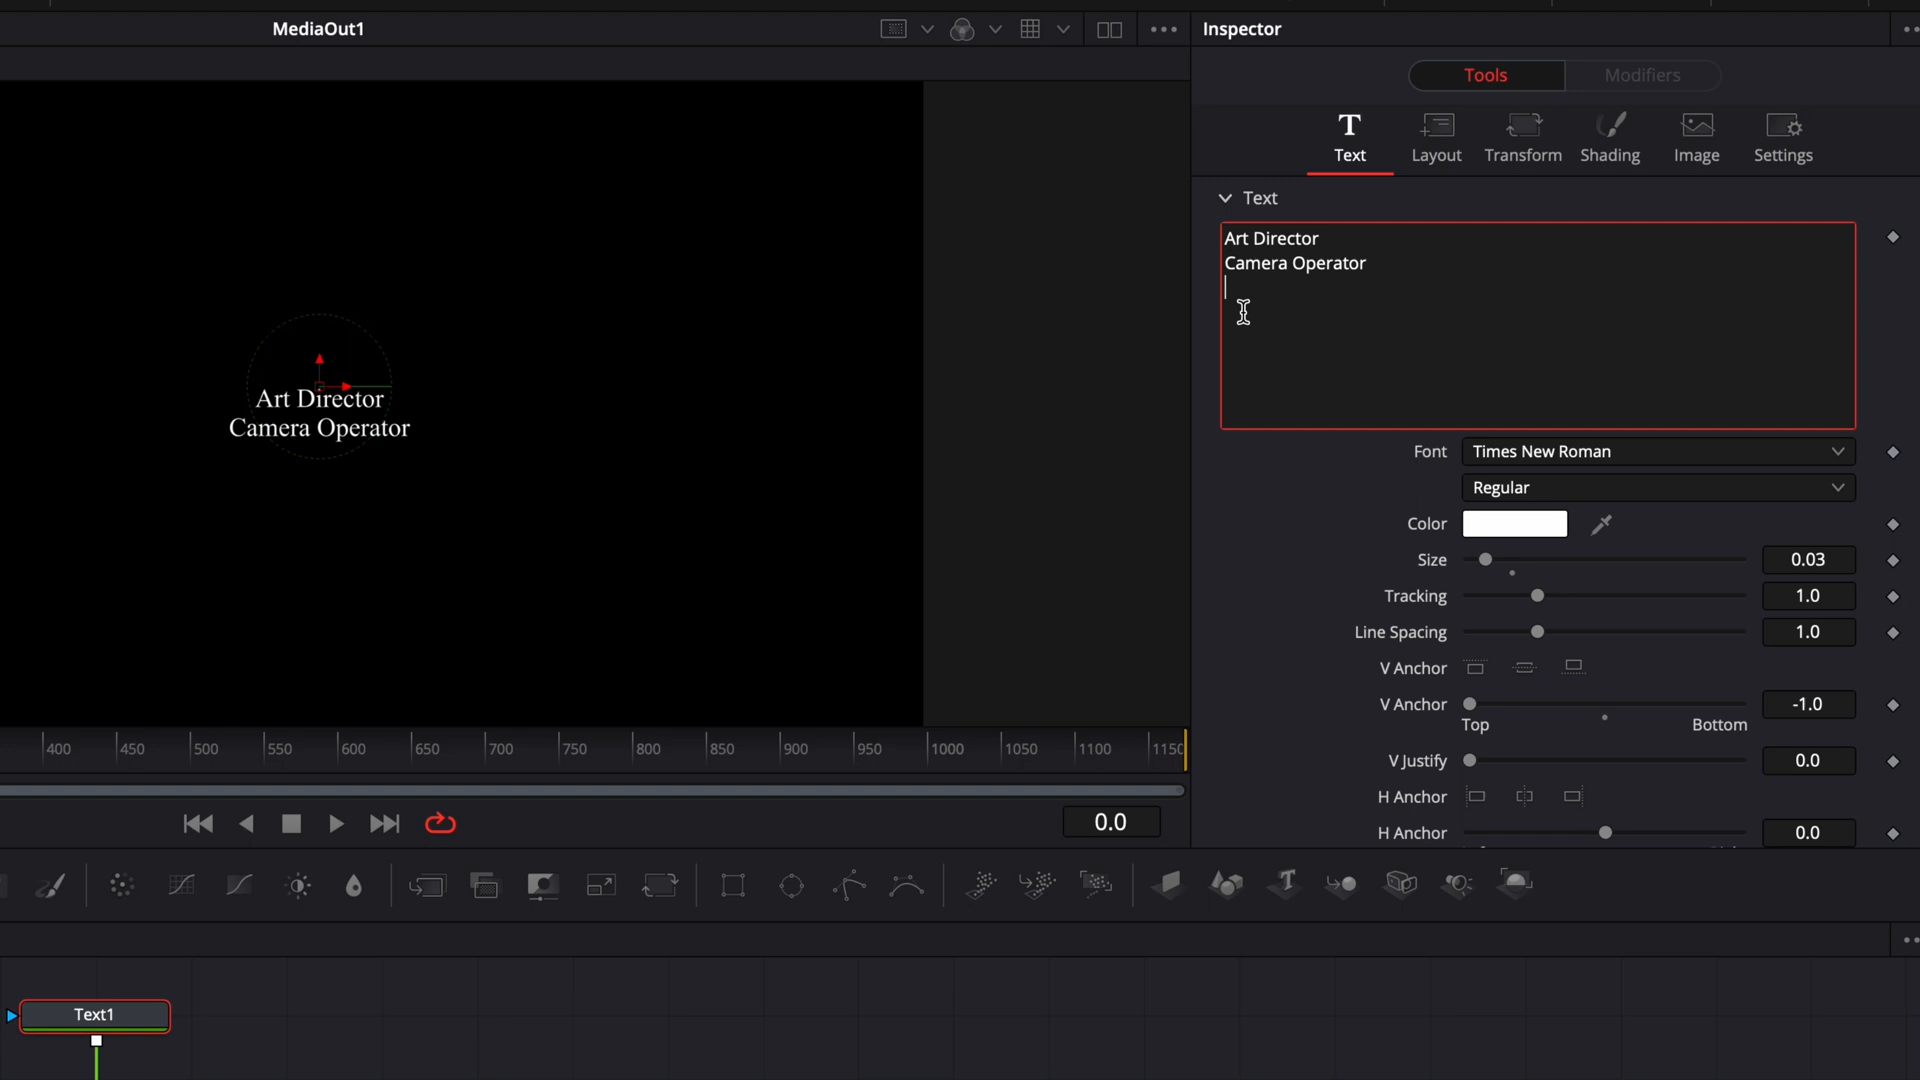 MediaOut1
Inspector
Tools
Modifiers
Text
Layout
Transform
Shading
Image
Settings
Text
Art Director
Camera Operator
Art Director
Camera Operator
Font
Times New Roman
Regular
Color
Size
0.03
Tracking
1.0
Line Spacing
1.0
V Anchor
V Anchor
-1.0
Top
Bottom
V Justify
0.0
H Anchor
H Anchor
0.0
400
450
500
550
600
650
700
750
800
850
900
950
1000
1050
1100
1150
0.0
Text1